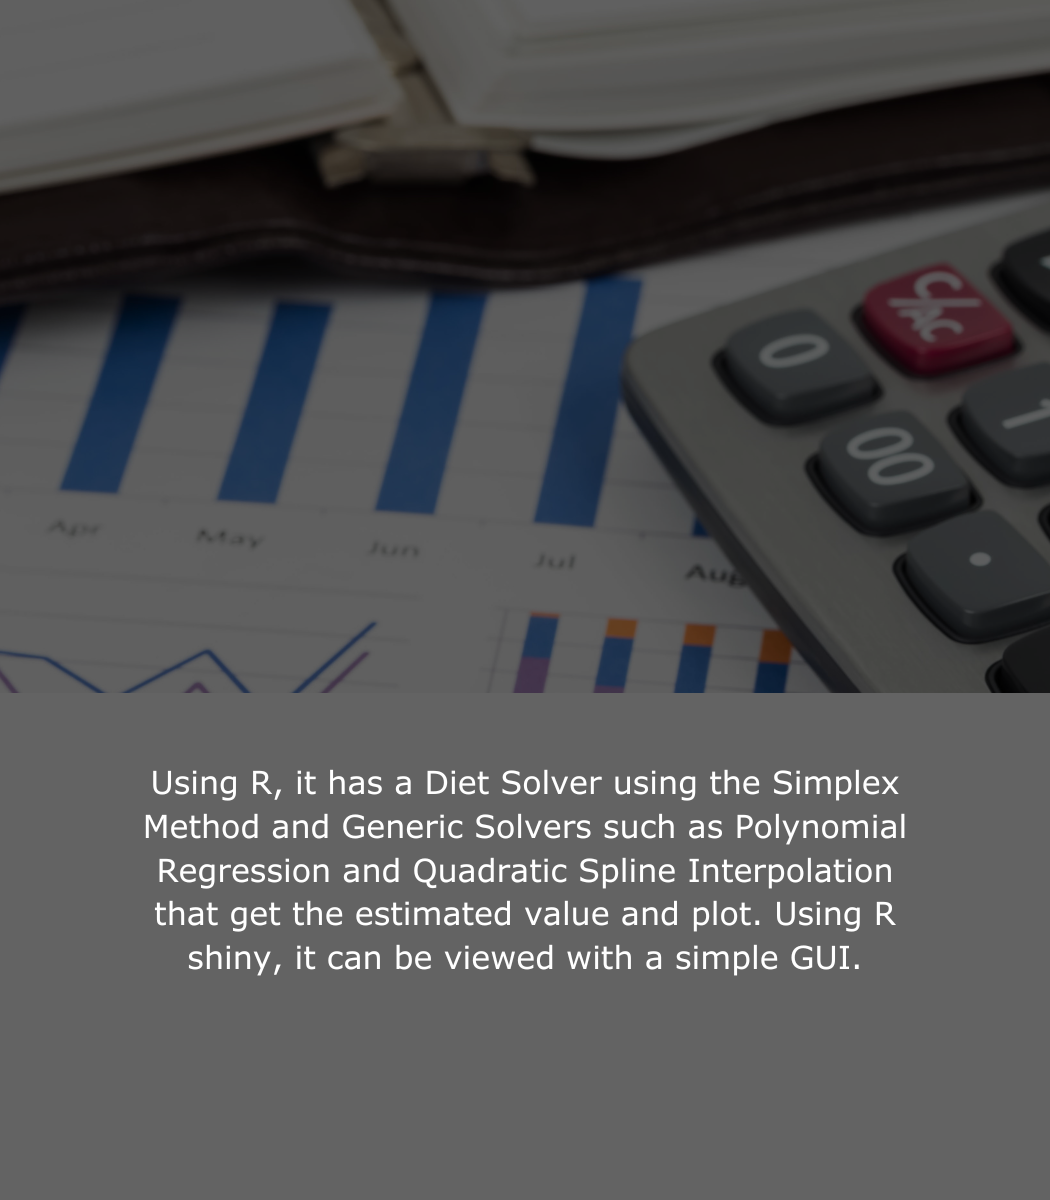 C/AC
0
1
00
.
Apr
May
Jun
Jul
Aug
Using R, it has a Diet Solver using the Simplex
Method and Generic Solvers such as Polynomial
Regression and Quadratic Spline Interpolation
that get the estimated value and plot. Using R
shiny, it can be viewed with a simple GUI.